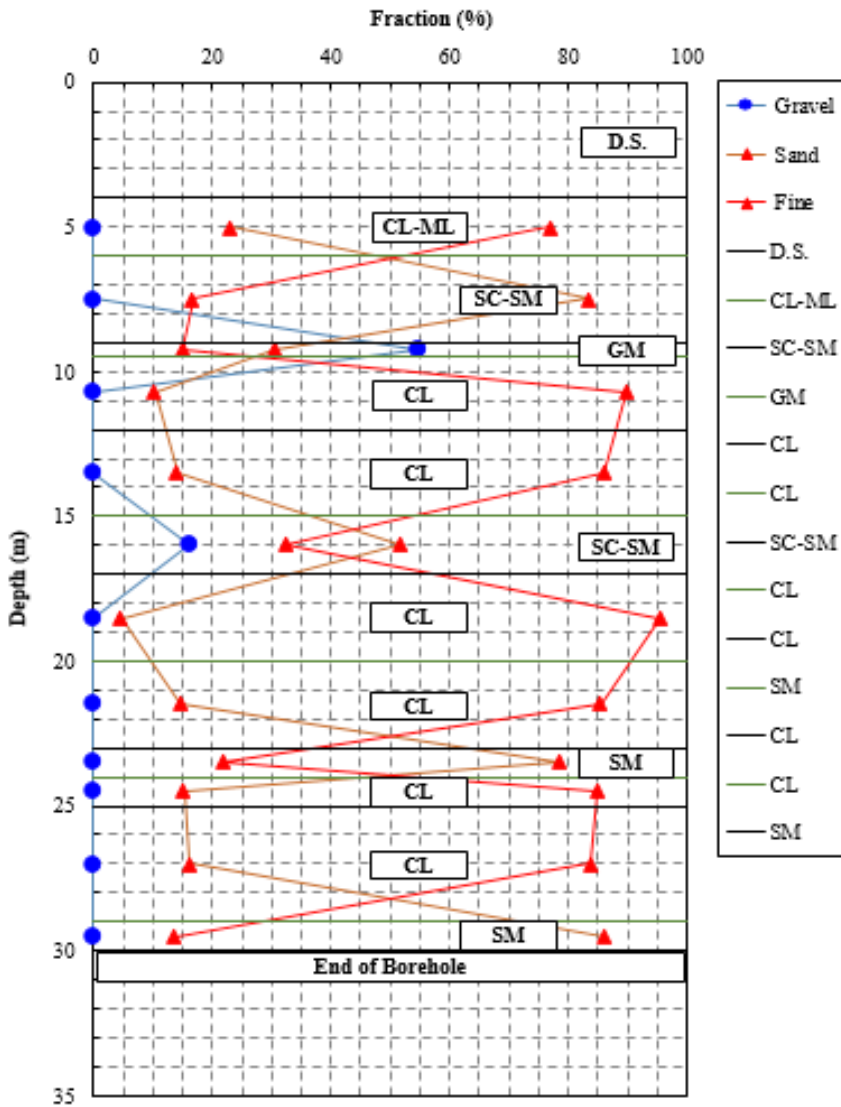 Fraction (%)
0 20 40 60 80 100
0
5
10
15
20
25
30
35
Depth (m)
D.S.
CL-ML
SC-SM
GM
CL
CL
SC-SM
CL
CL
SM
CL
CL
SM
End of Borehole
Gravel
Sand
Fine
D.S.
CL-ML
SC-SM
GM
CL
CL
SC-SM
CL
CL
SM
CL
CL
SM